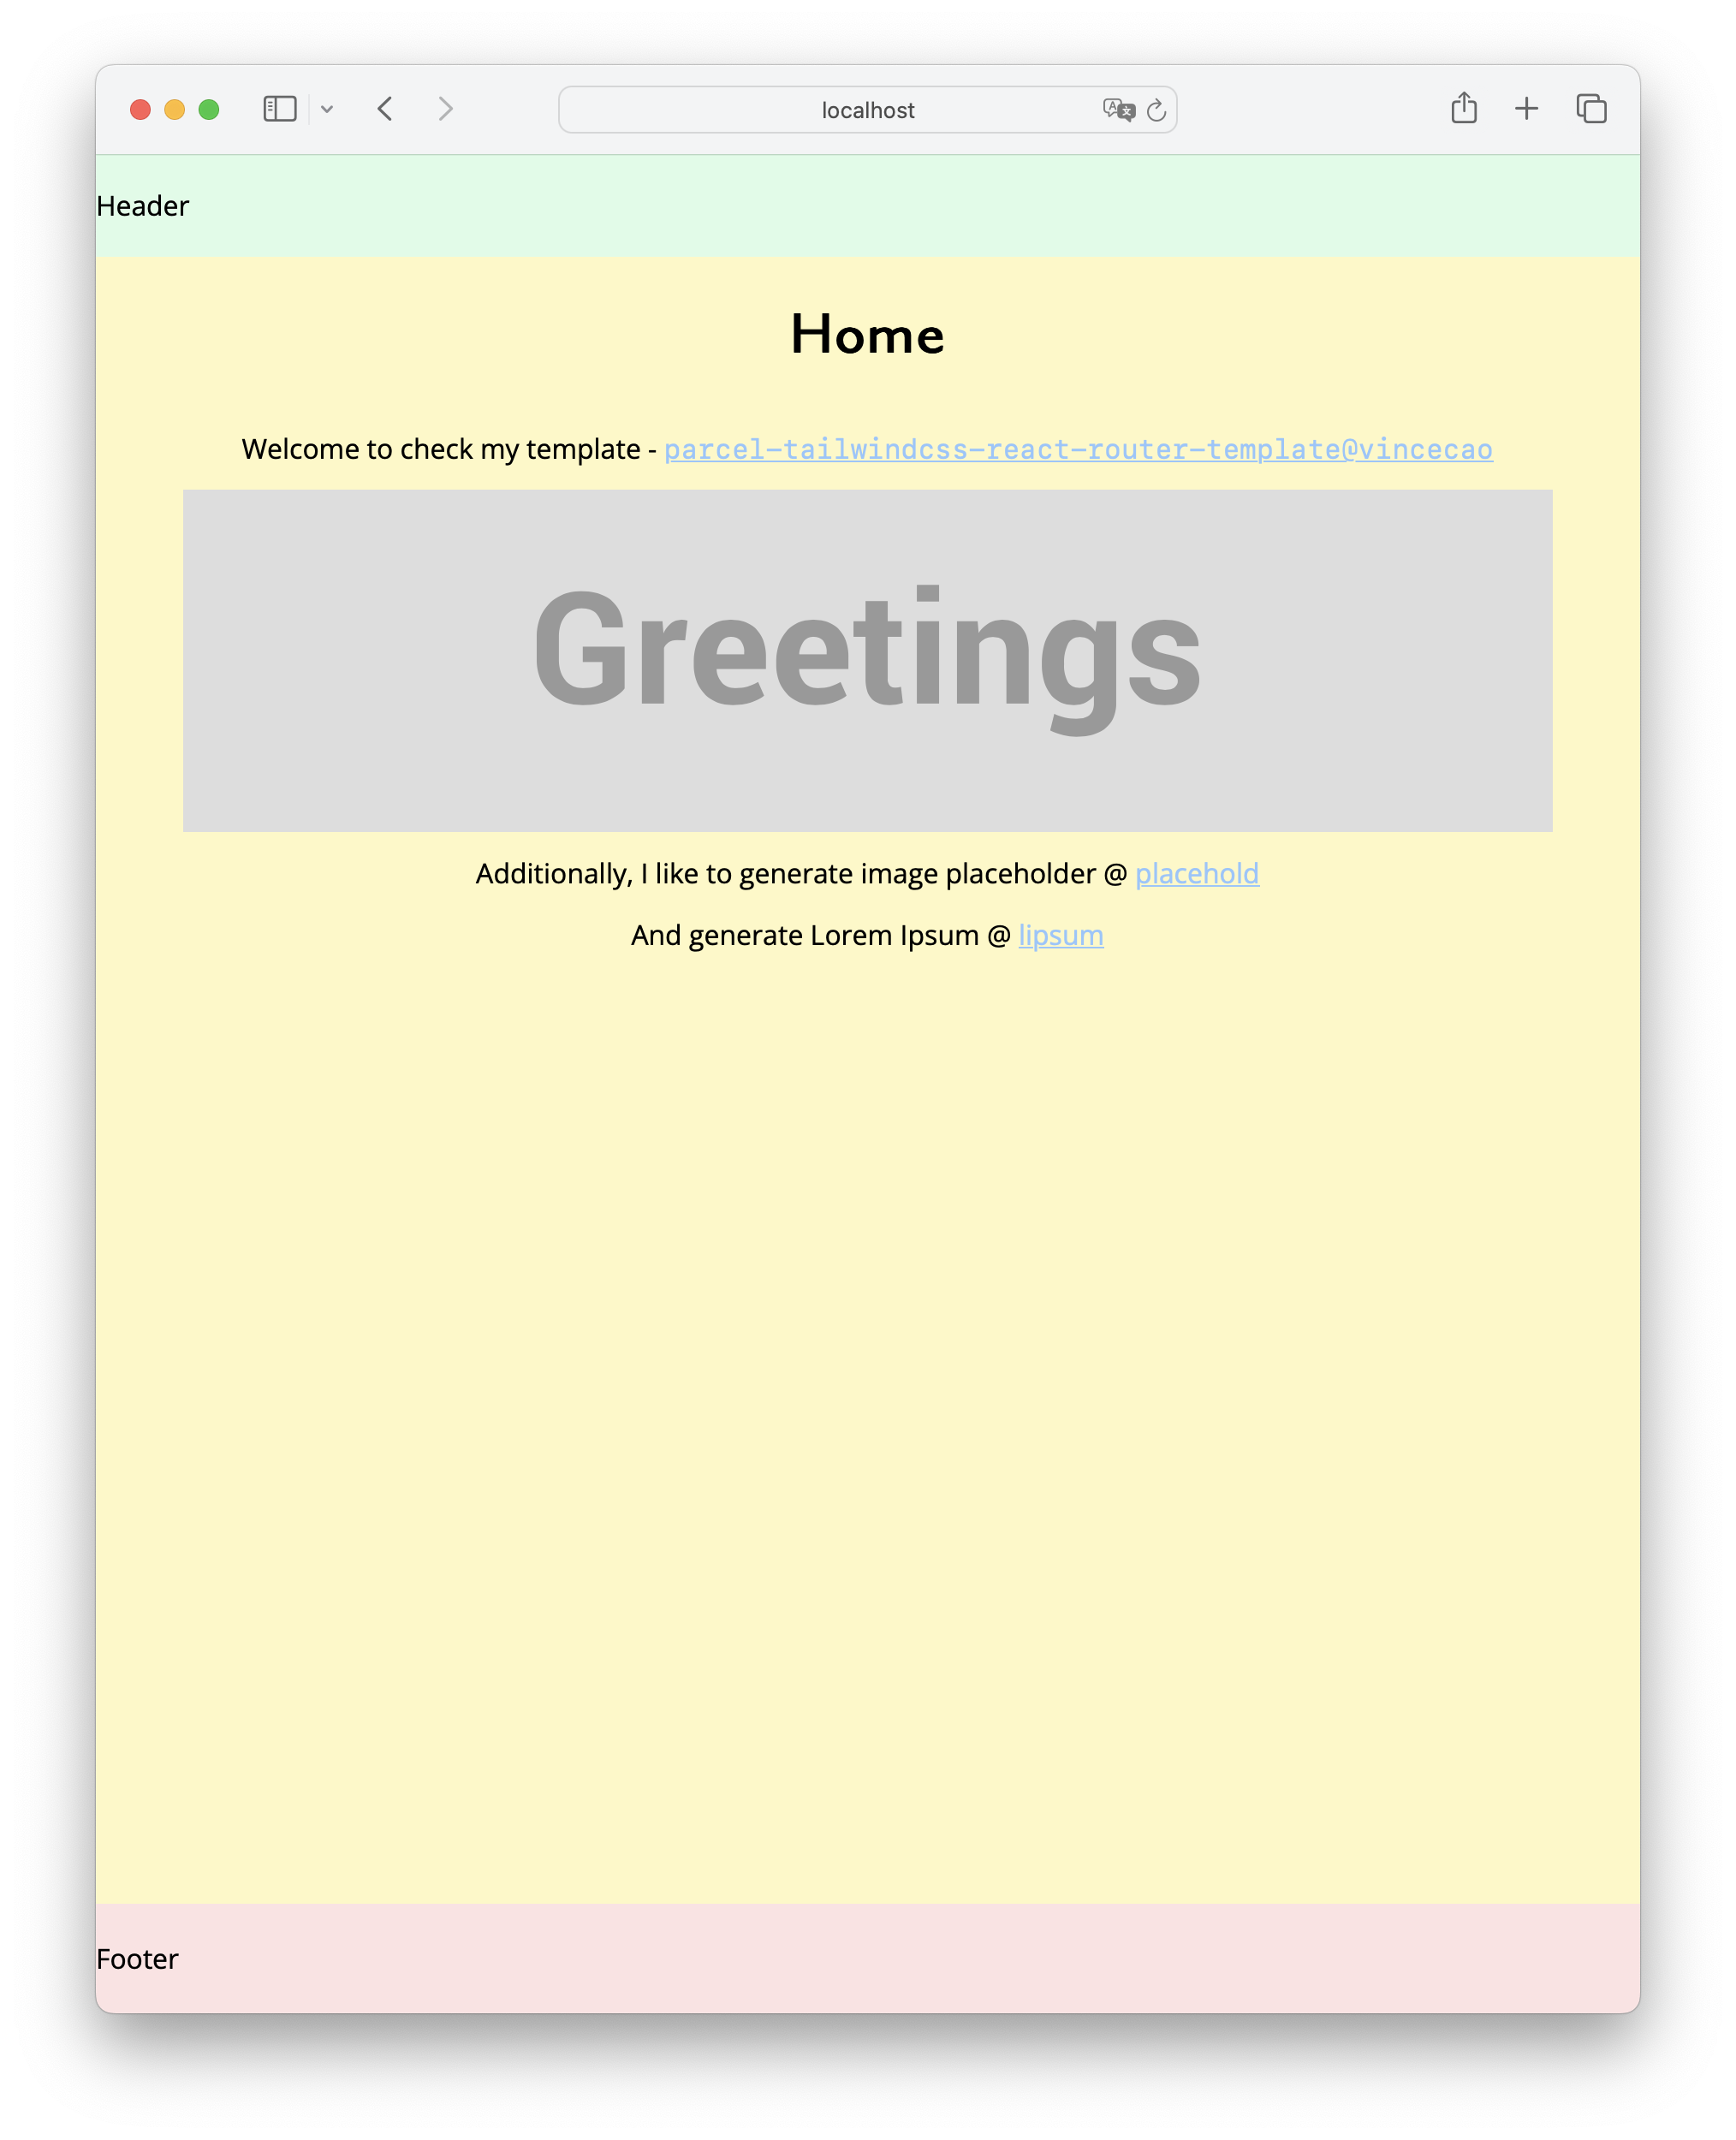 localhost
Header
Home
Welcome to check my template - parcel-tailwindcss-react-router-template@vincecao
Greetings
Additionally, I like to generate image placeholder @ placehold
And generate Lorem Ipsum @ lipsum
Footer